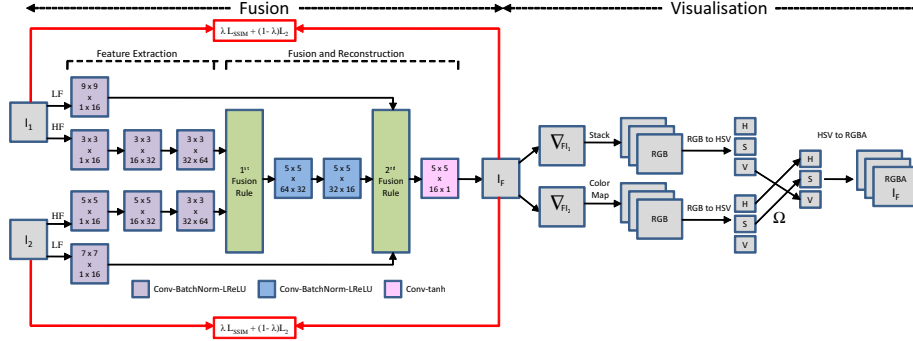 Fusion
Visualisation
λ L_SSIM + (1- λ)L_2
Feature Extraction
Fusion and Reconstruction
I_1
LF
HF
9 x 9
x
1 x 16
3 x 3
x
1 x 16
3 x 3
x
16 x 32
3 x 3
x
32 x 64
I_2
HF
LF
5 x 5
x
1 x 16
5 x 5
x
16 x 32
3 x 3
x
32 x 64
7 x 7
x
1 x 16
1st
Fusion
Rule
5 x 5
x
64 x 32
5 x 5
x
32 x 16
2nd
Fusion
Rule
5 x 5
x
16 x 1
I_F
∇FI_1
Stack
RGB
RGB to HSV
H
S
V
∇FI_2
Color
Map
RGB
RGB to HSV
H
S
V
Ω
HSV to RGBA
H
S
V
RGBA
I_F
Conv-BatchNorm-LReLU
Conv-BatchNorm-LReLU
Conv-tanh
λ L_SSIM + (1- λ)L_2